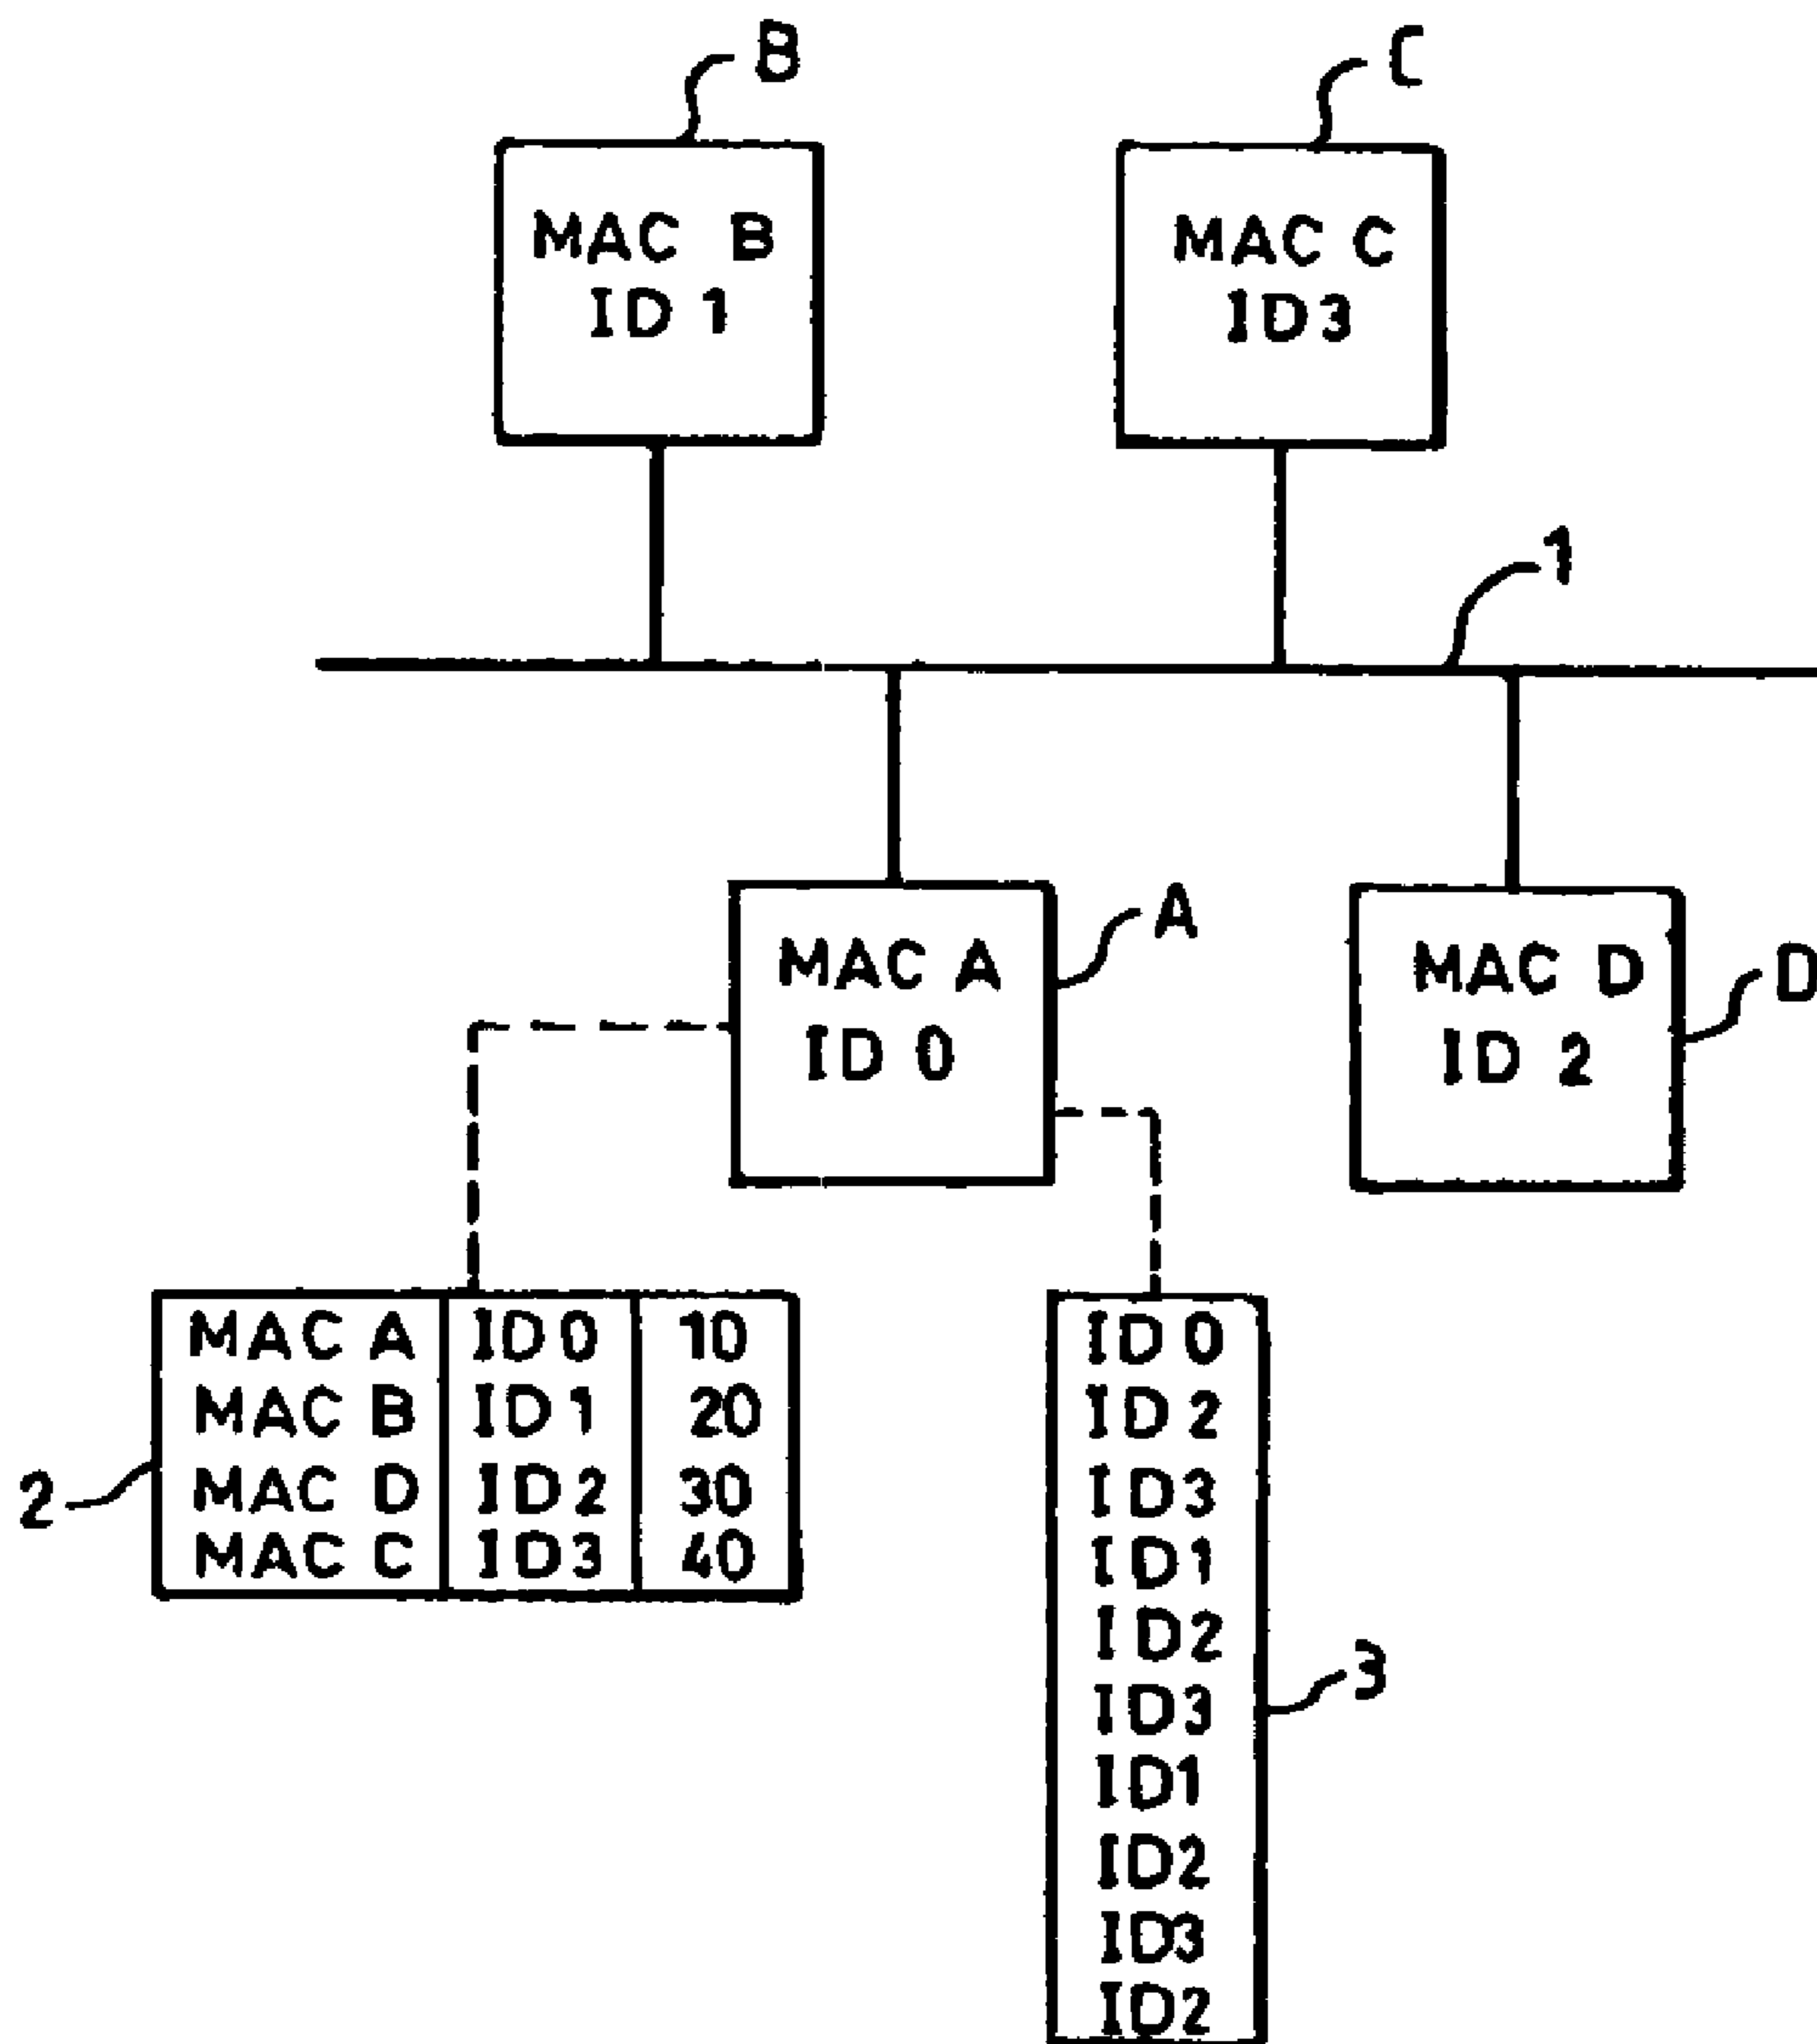 B
C
MAC B
ID 1
MAC C
ID3
1
MAC A
ID 0
A
MAC D
ID 2
D
MAC A ID0 10
MAC B ID1 20
MAC D ID2 30
MAC C ID3 40
2
ID 0
ID 2
ID3
ID1
ID2
ID3
ID1
ID2
ID3
ID2
3